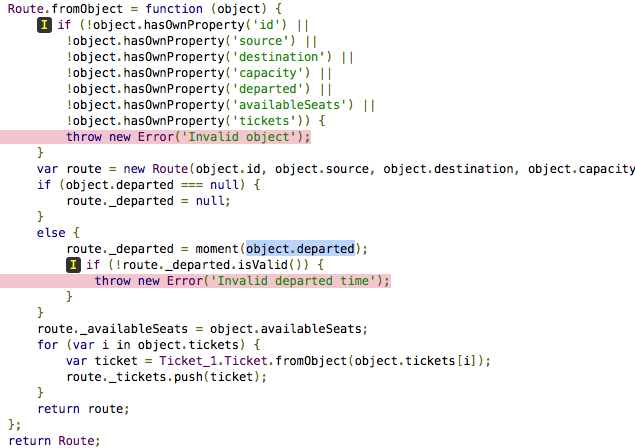 Route.fromObject = function (object) {
I if (!object.hasOwnProperty('id') ||
!object.hasOwnProperty('source') ||
!object.hasOwnProperty('destination') ||
!object.hasOwnProperty('capacity') ||
!object.hasOwnProperty('departed') ||
!object.hasOwnProperty('availableSeats') ||
!object.hasOwnProperty('tickets')) {
throw new Error('Invalid object');
}
var route = new Route(object.id, object.source, object.destination, object.capacity
if (object.departed === null) {
route._departed = null;
}
else {
route._departed = moment(object.departed);
I if (!route._departed.isValid()) {
throw new Error('Invalid departed time');
}
}
route._availableSeats = object.availableSeats;
for (var i in object.tickets) {
var ticket = Ticket_1.Ticket.fromObject(object.tickets[i]);
route._tickets.push(ticket);
}
return route;
};
return Route;